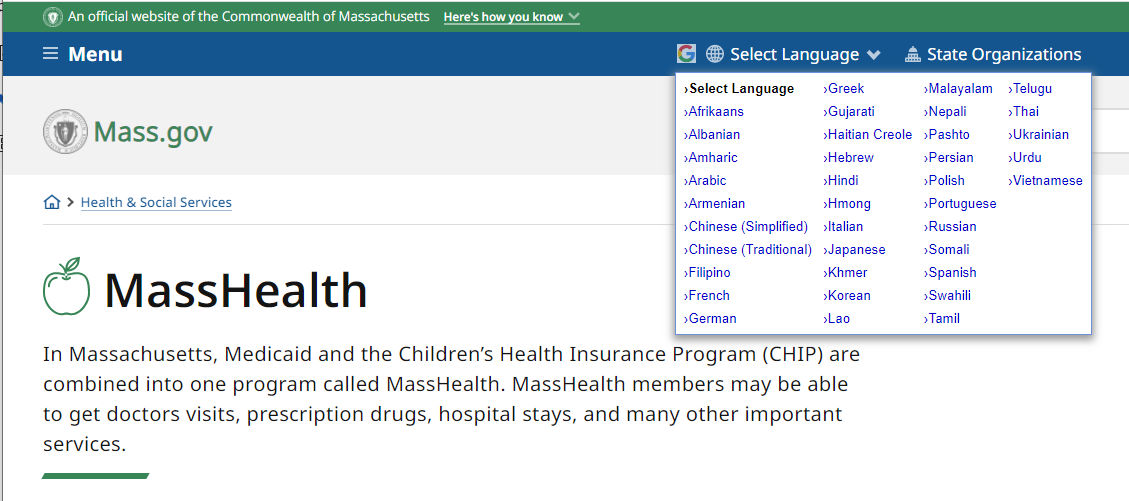 An official website of the Commonwealth of Massachusetts Here's how you know
Menu
Select Language
State Organizations
›Select Language
›Afrikaans
›Albanian
›Amharic
›Arabic
›Armenian
›Chinese (Simplified)
›Chinese (Traditional)
›Filipino
›French
›German
›Greek
›Gujarati
›Haitian Creole
›Hebrew
›Hindi
›Hmong
›Italian
›Japanese
›Khmer
›Korean
›Lao
›Malayalam
›Nepali
›Pashto
›Persian
›Polish
›Portuguese
›Russian
›Somali
›Spanish
›Swahili
›Tamil
›Telugu
›Thai
›Ukrainian
›Urdu
›Vietnamese
Mass.gov
Health & Social Services
MassHealth
In Massachusetts, Medicaid and the Children’s Health Insurance Program (CHIP) are
combined into one program called MassHealth. MassHealth members may be able
to get doctors visits, prescription drugs, hospital stays, and many other important
services.